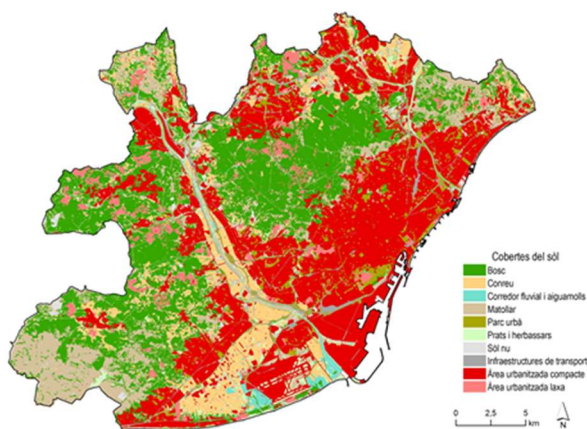 Cobertes del sòl
Bosc
Conreu
Corredor fluvial i aiguamolls
Matollar
Parc urbà
Prats i herbassars
Sòl nu
Infraestructures de transport
Àrea urbanitzada compacte
Àrea urbanitzada laxa
0 2.5 5
km
N